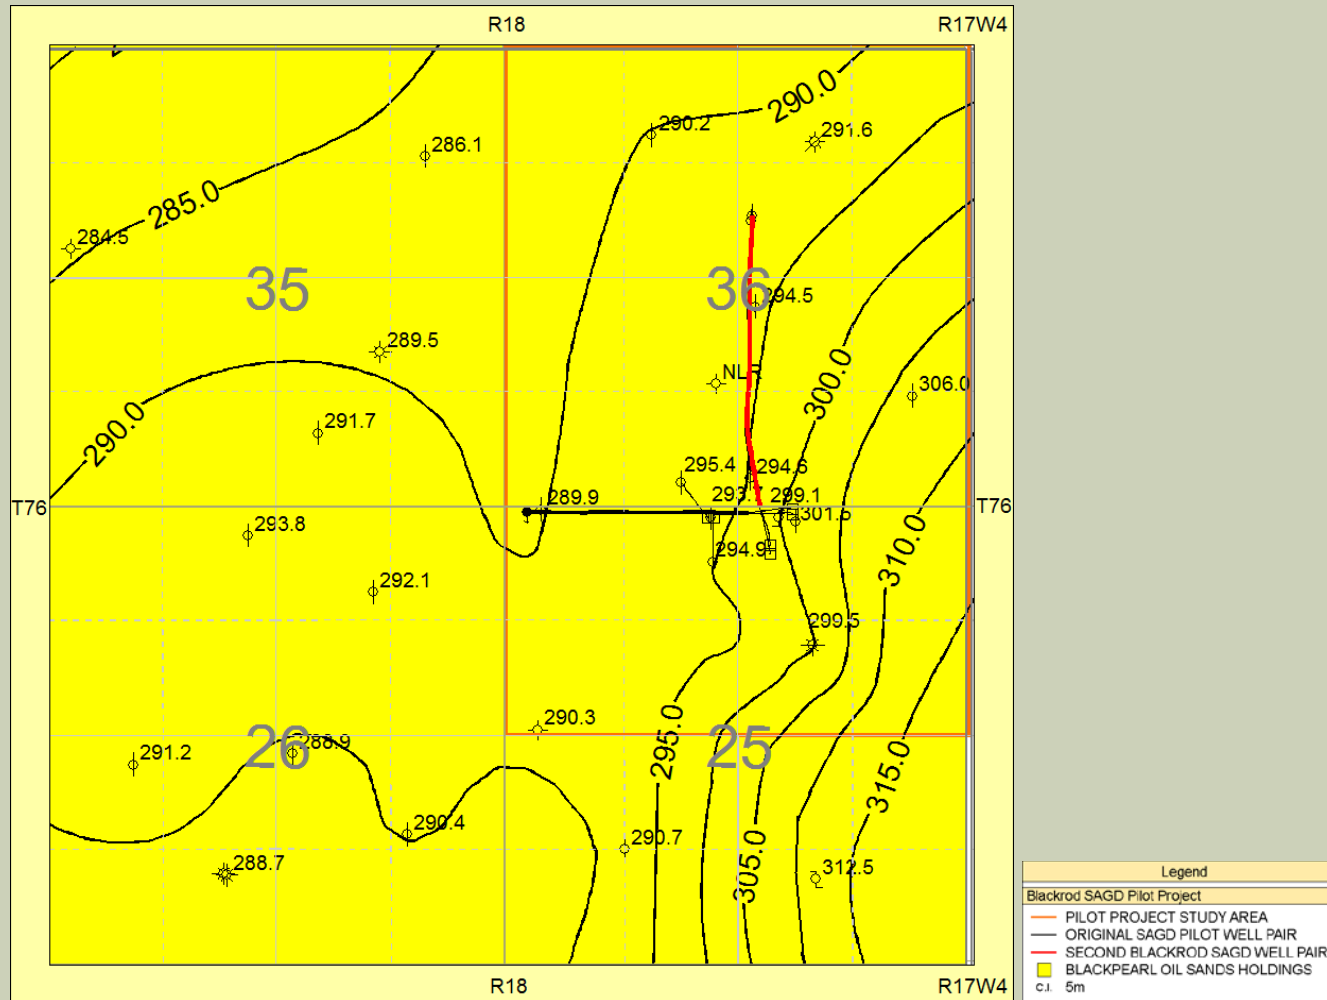 R18
R17W4
290.0
290.2
291.6
286.1
285.0
284.5
35
36
294.5
289.5
NLR
300.0
306.0
290.0
291.7
295.4
294.6
293.7
299.1
T76
289.9
T76
301.5
293.8
294.9
310.0
292.1
299.5
290.3
295.0
26
288.9
25
291.2
315.0
290.4
290.7
305.0
288.7
312.5
R18
R17W4
Legend
Blackrod SAGD Pilot Project
PILOT PROJECT STUDY AREA
ORIGINAL SAGD PILOT WELL PAIR
SECOND BLACKROD SAGD WELL PAIR
BLACKPEARL OIL SANDS HOLDINGS
C.I. 5m